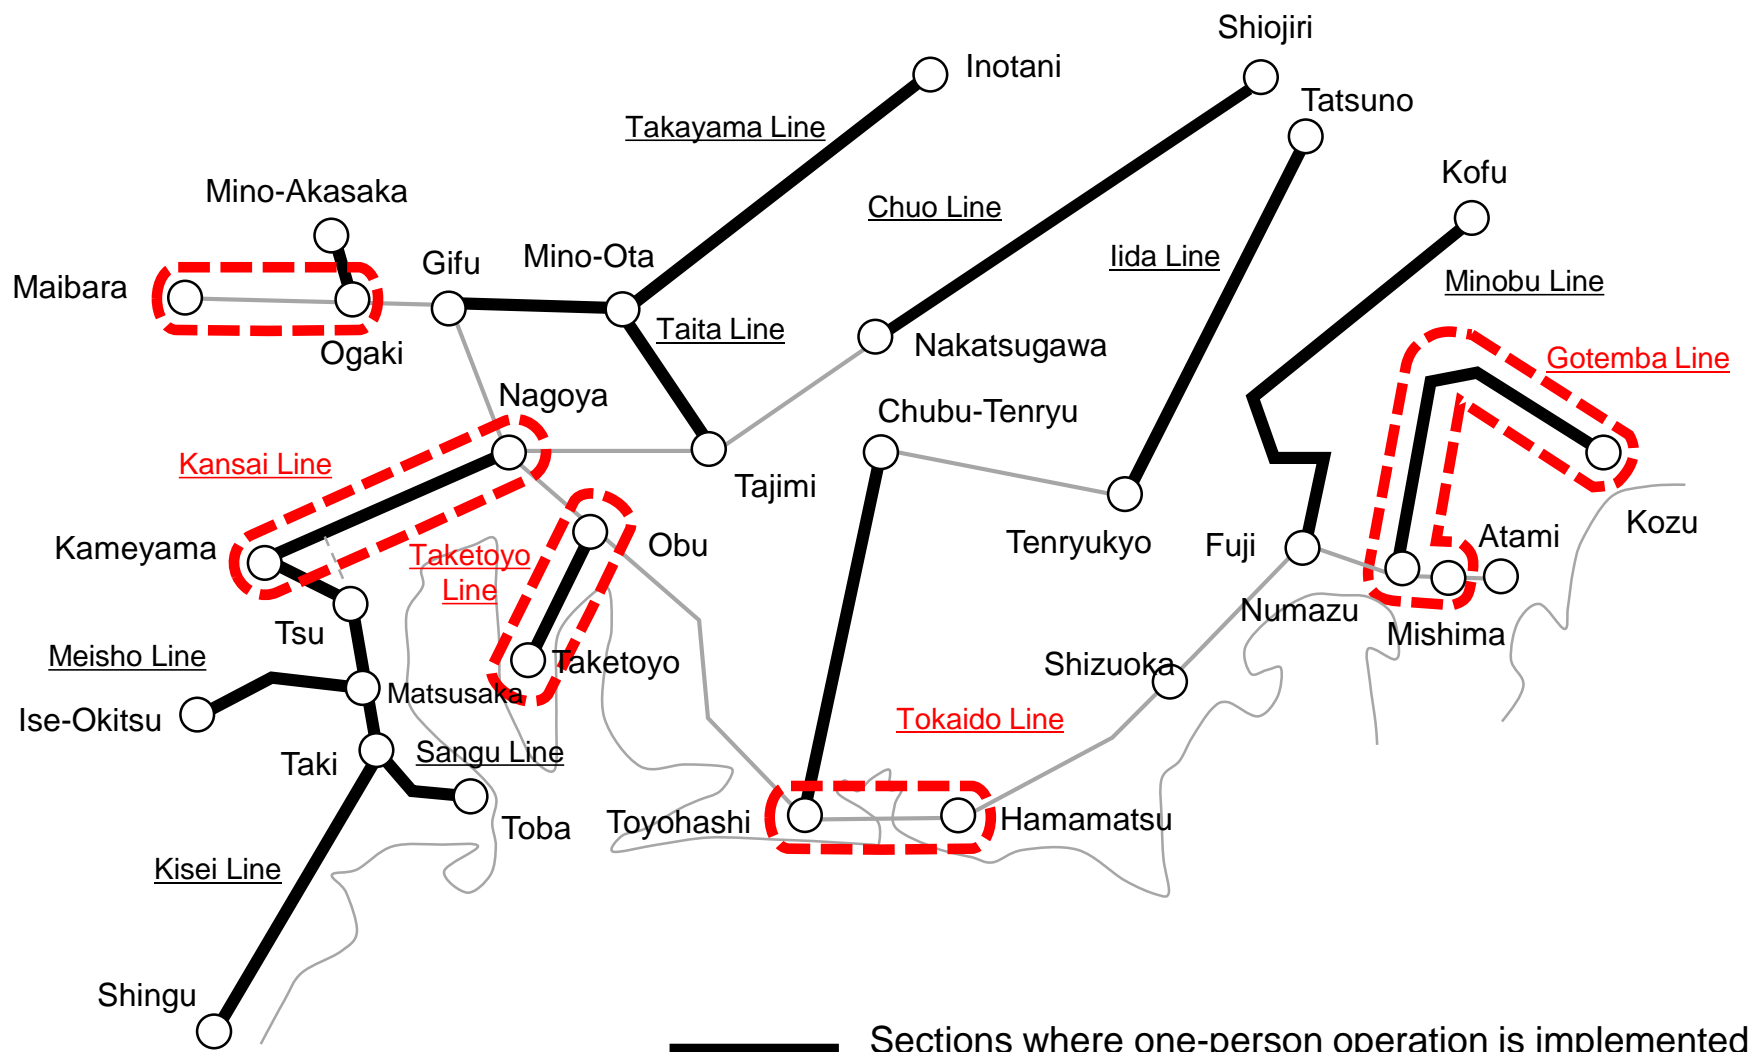 Shiojiri
Inotani
Tatsuno
Takayama Line
Kofu
Mino-Akasaka
Chuo Line
Mino-Ota
Gifu
Iida Line
Maibara
Minobu Line
Taita Line
Ogaki
Nakatsugawa
Gotemba Line
Nagoya
Chubu-Tenryu
Kansai Line
Tajimi
Kozu
Atami
Kameyama
Obu
Tenryukyo
Fuji
Taketoyo
Line
Numazu
Tsu
Mishima
Meisho Line
Taketoyo
Shizuoka
Matsusaka
Ise-Okitsu
Tokaido Line
Sangu Line
Taki
Toba
Toyohashi
Hamamatsu
Kisei Line
Shingu
Sections where one-person operation is implemented